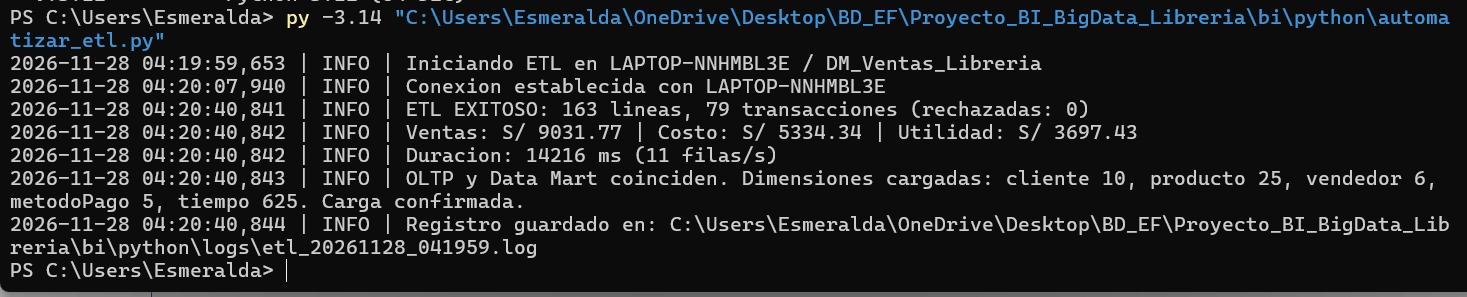 PS C:\Users\Esmeralda> py -3.14 "C:\Users\Esmeralda\OneDrive\Desktop\BD_EF\Proyecto_BI_BigData_Libreria\bi\python\automa
tizar_etl.py"
2026-11-28 04:19:59,653 | INFO | Iniciando ETL en LAPTOP-NNHMBL3E / DM_Ventas_Libreria
2026-11-28 04:20:07,940 | INFO | Conexion establecida con LAPTOP-NNHMBL3E
2026-11-28 04:20:40,841 | INFO | ETL EXITOSO: 163 lineas, 79 transacciones (rechazadas: 0)
2026-11-28 04:20:40,842 | INFO | Ventas: S/ 9031.77 | Costo: S/ 5334.34 | Utilidad: S/ 3697.43
2026-11-28 04:20:40,842 | INFO | Duracion: 14216 ms (11 filas/s)
2026-11-28 04:20:40,843 | INFO | OLTP y Data Mart coinciden. Dimensiones cargadas: cliente 10, producto 25, vendedor 6,
metodoPago 5, tiempo 625. Carga confirmada.
2026-11-28 04:20:40,844 | INFO | Registro guardado en: C:\Users\Esmeralda\OneDrive\Desktop\BD_EF\Proyecto_BI_BigData_Lib
reria\bi\python\logs\etl_20261128_041959.log
PS C:\Users\Esmeralda>